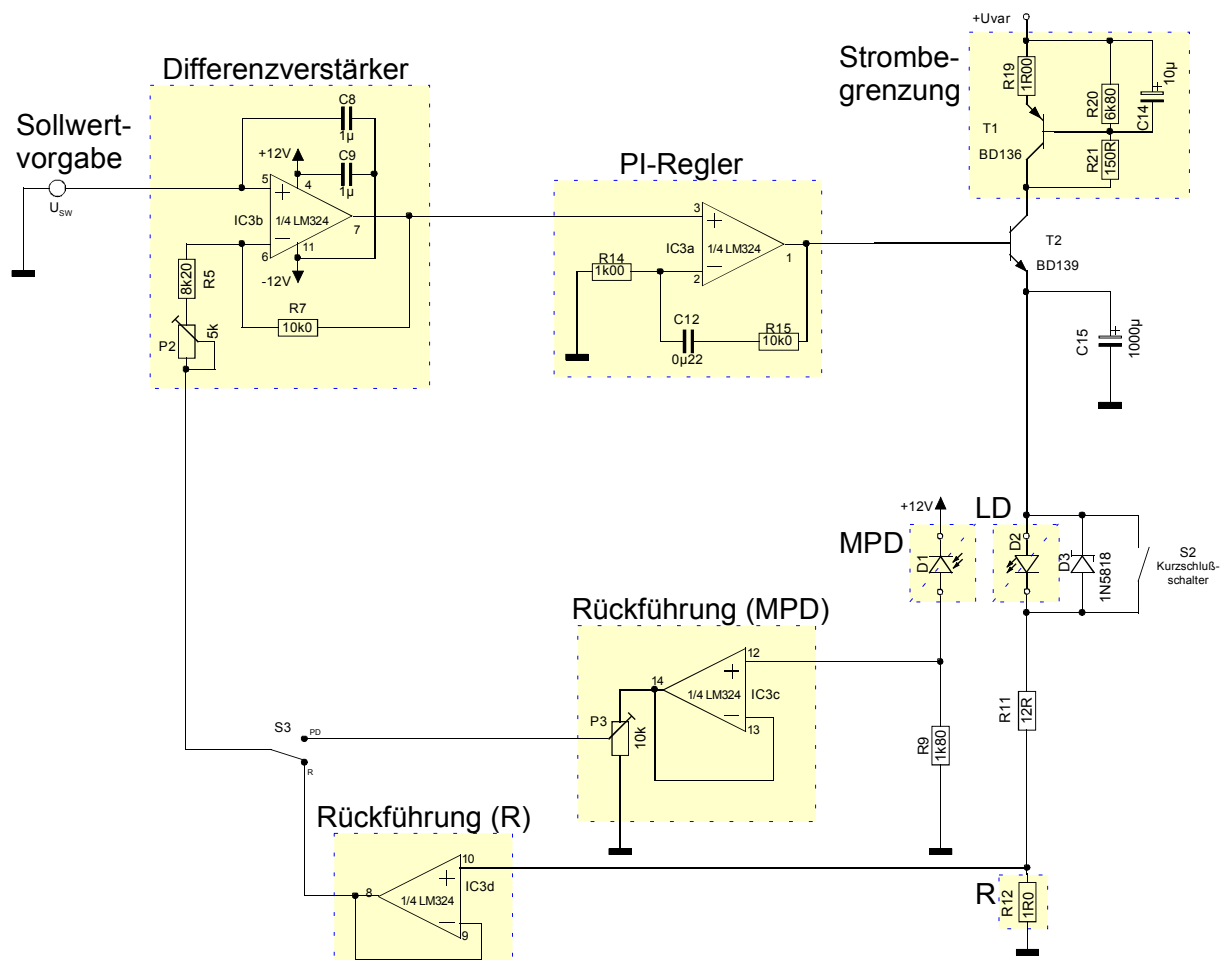 +Uvar
Strombe-
grenzung
R19
1R00
R20
6k80
10µ
+
C14
T1
BD136
R21
150R
Differenzverstärker
C8
1µ
+12V
C9
1µ
Sollwert-
vorgabe
U_SW
5
4
IC3b
1/4 LM324
7
6
11
-12V
8k20
R5
R7
10k0
P2
5k
PI-Regler
3
IC3a
1/4 LM324
1
2
R14
1k00
C12
0µ22
R15
10k0
T2
BD139
C15
+
1000µ
+12V
MPD
D1
LD
D2
D3
1N5818
S2
Kurzschluß-
schalter
Rückführung (MPD)
12
14
1/4 LM324
IC3c
13
P3
10k
R9
1k80
R11
12R
S3
PD
R
Rückführung (R)
10
8
IC3d
1/4 LM324
9
R
R12
1R0